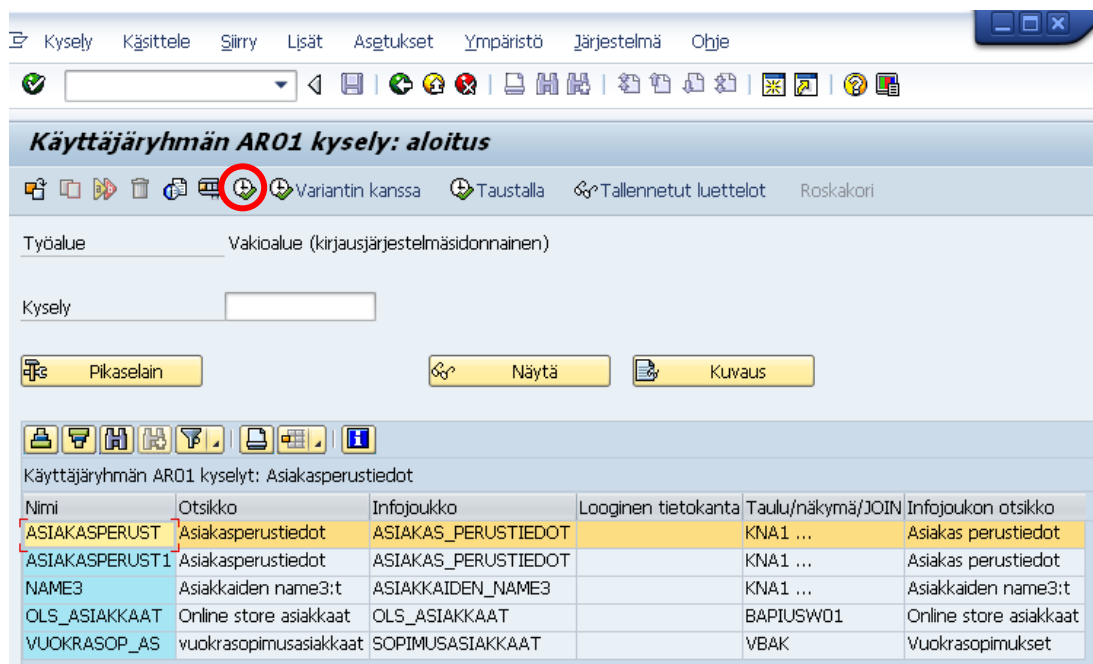 Kysely Käsittele Siirry Lisät Asetukset Ympäristö Järjestelmä Ohje
Käyttäjäryhmän AR01 kysely: aloitus
Variantin kanssa Taustalla Tallennetut luettelot Roskakori
Työalue Vakioalue (kirjausjärjestelmäsidonnainen)
Kysely
Pikaselain Näytä Kuvaus
Käyttäjäryhmän AR01 kyselyt: Asiakasperustiedot
Nimi Otsikko Infojoukko Looginen tietokanta Taulu/näkymä/JOIN Infojoukon otsikko
ASIAKASPERUST Asiakasperustiedot ASIAKAS_PERUSTIEDOT KNA1 ... Asiakas perustiedot
ASIAKASPERUST1 Asiakasperustiedot ASIAKAS_PERUSTIEDOT KNA1 ... Asiakas perustiedot
NAME3 Asiakkaiden name3:t ASIAKKAIDEN_NAME3 KNA1 ... Asiakkaiden name3:t
OLS_ASIAKKAAT Online store asiakkaat OLS_ASIAKKAAT BAPIUSW01 Online store asiakkaat
VUOKRASOP_AS vuokrasopimusasiakkaat SOPIMUSASIAKKAAT VBAK Vuokrasopimukset